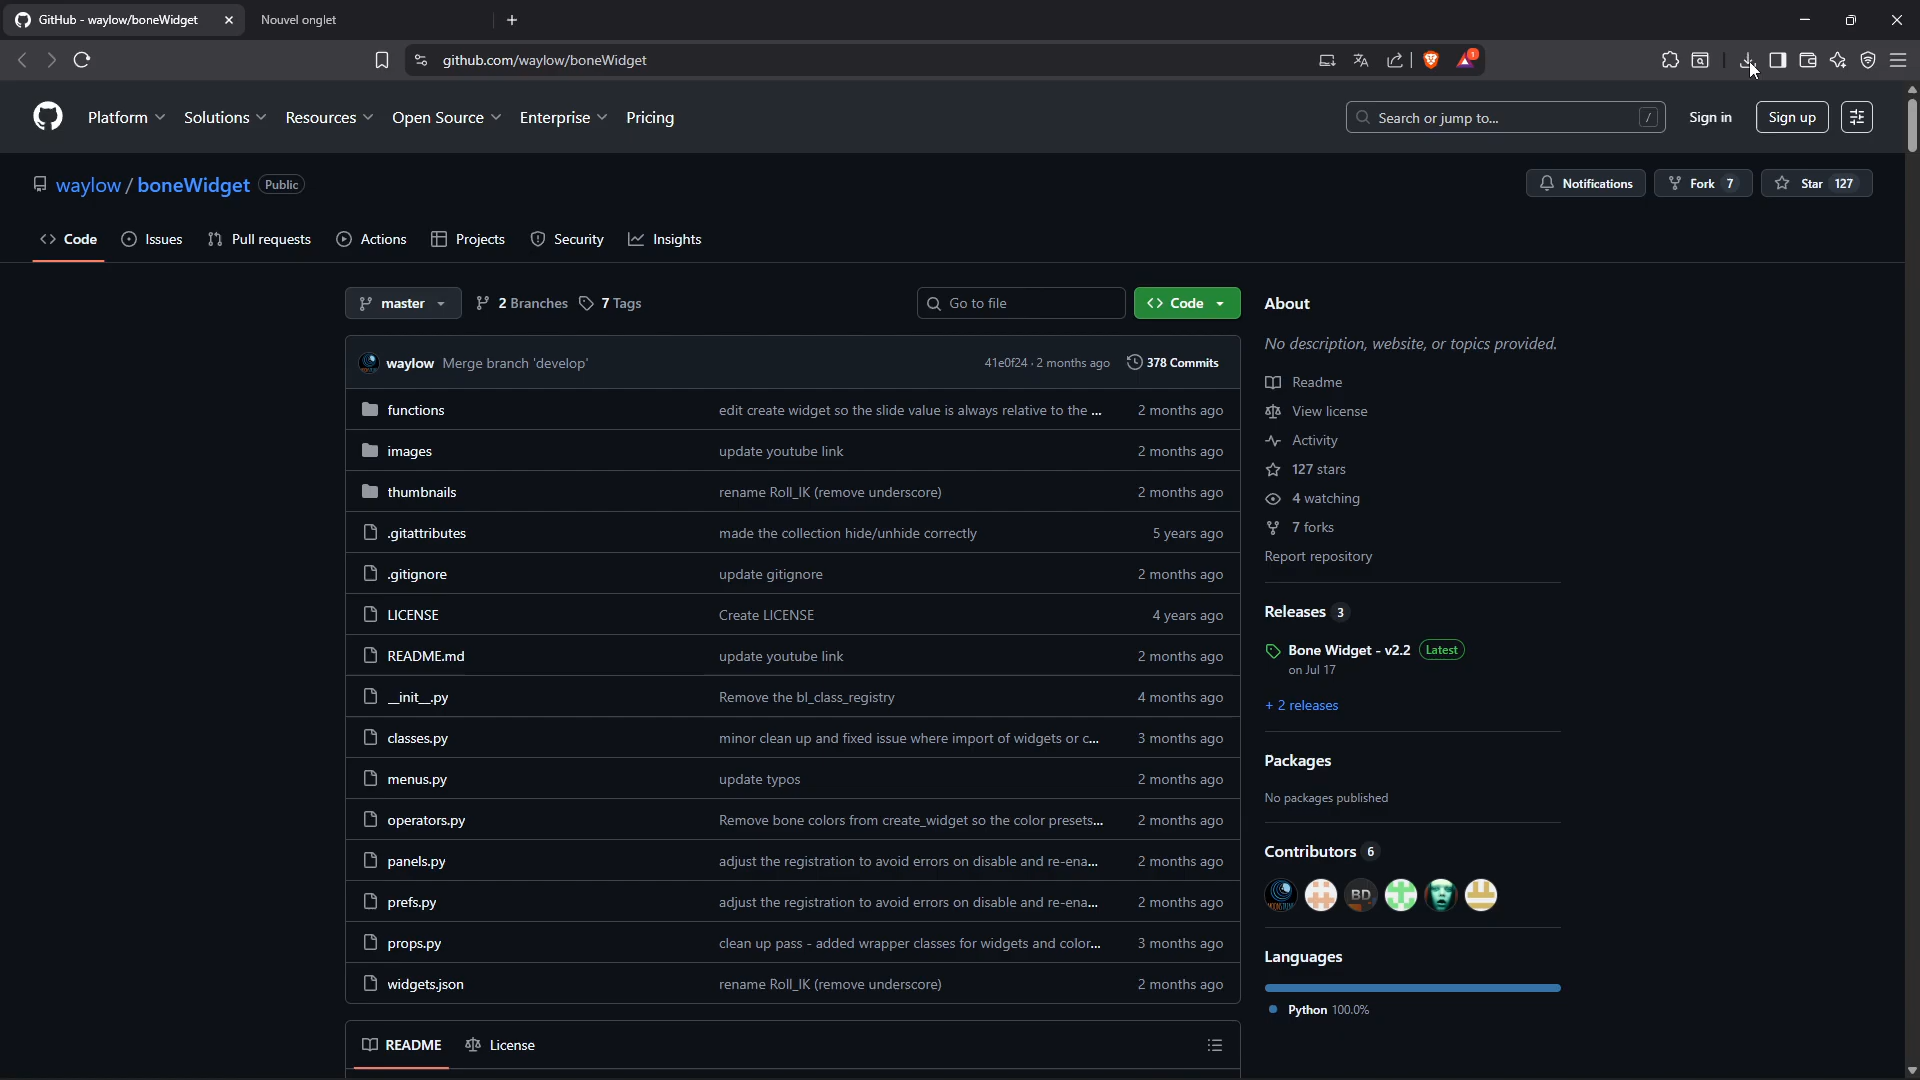 GitHub - waylow/boneWidget
Nouvel onglet
github.com/waylow/boneWidget
1
Platform
Solutions
Resources
Open Source
Enterprise
Pricing
Search or jump to...
/
Sign in
Sign up
waylow / boneWidget
Public
Notifications
Fork 7
Star 127
Code
Issues
Pull requests
Actions
Projects
Security
Insights
master
2 Branches
7 Tags
Go to file
Code
waylow Merge branch 'develop'
41e0f24 · 2 months ago
378 Commits
functions edit create widget so the slide value is always relative to the ... 2 months ago
images update youtube link 2 months ago
thumbnails rename Roll_IK (remove underscore) 2 months ago
.gitattributes made the collection hide/unhide correctly 5 years ago
.gitignore update gitignore 2 months ago
LICENSE Create LICENSE 4 years ago
README.md update youtube link 2 months ago
__init__.py Remove the bl_class_registry 4 months ago
classes.py minor clean up and fixed issue where import of widgets or c... 3 months ago
menus.py update typos 2 months ago
operators.py Remove bone colors from create_widget so the color presets... 2 months ago
panels.py adjust the registration to avoid errors on disable and re-ena... 2 months ago
prefs.py adjust the registration to avoid errors on disable and re-ena... 2 months ago
props.py clean up pass - added wrapper classes for widgets and color... 3 months ago
widgets.json rename Roll_IK (remove underscore) 2 months ago
README
License
About
No description, website, or topics provided.
Readme
View license
Activity
127 stars
4 watching
7 forks
Report repository
Releases 3
Bone Widget - v2.2 Latest
on Jul 17
+ 2 releases
Packages
No packages published
Contributors 6
BD
Languages
Python 100.0%